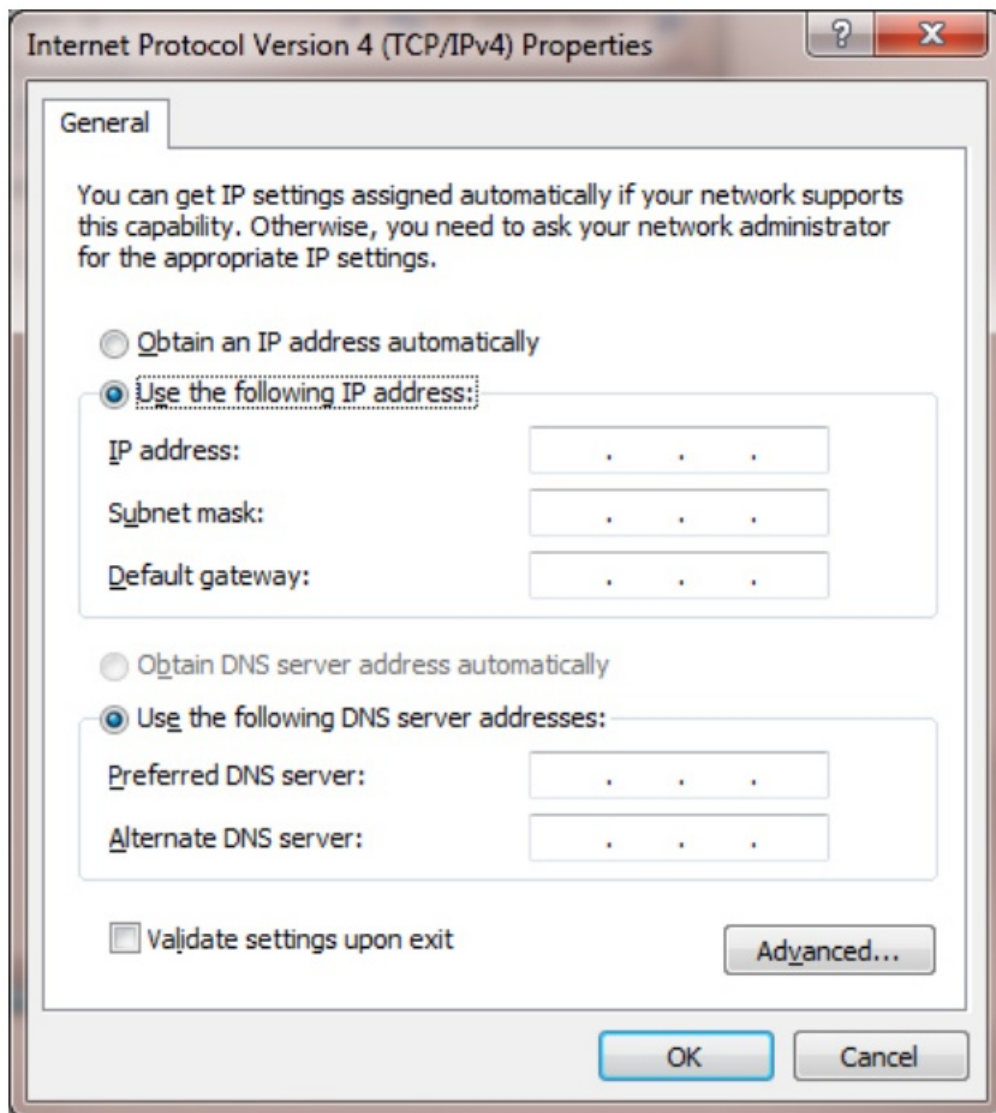 Internet Protocol Version 4 (TCP/IPv4) Properties
?
General
You can get IP settings assigned automatically if your network supports
this capability. Otherwise, you need to ask your network administrator
for the appropriate IP settings.
Obtain an IP address automatically
Use the following IP address:
IP address: . . .
Subnet mask: . . .
Default gateway: . . .
Obtain DNS server address automatically
Use the following DNS server addresses:
Preferred DNS server: . . .
Alternate DNS server: . . .
Validate settings upon exit
Advanced...
OK Cancel